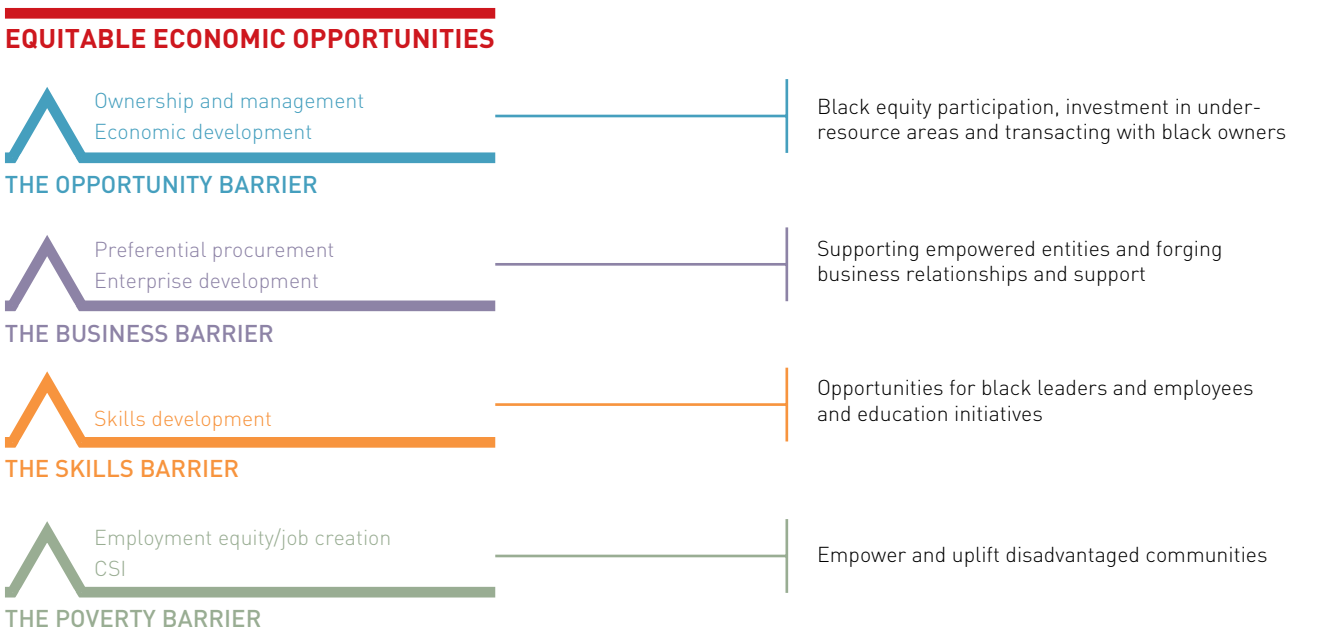 EQUITABLE ECONOMIC OPPORTUNITIES
Ownership and management
Economic development
Black equity participation, investment in under-
resource areas and transacting with black owners
THE OPPORTUNITY BARRIER
Preferential procurement
Enterprise development
Supporting empowered entities and forging
business relationships and support
THE BUSINESS BARRIER
Skills development
Opportunities for black leaders and employees
and education initiatives
THE SKILLS BARRIER
Employment equity/job creation
CSI
Empower and uplift disadvantaged communities
THE POVERTY BARRIER